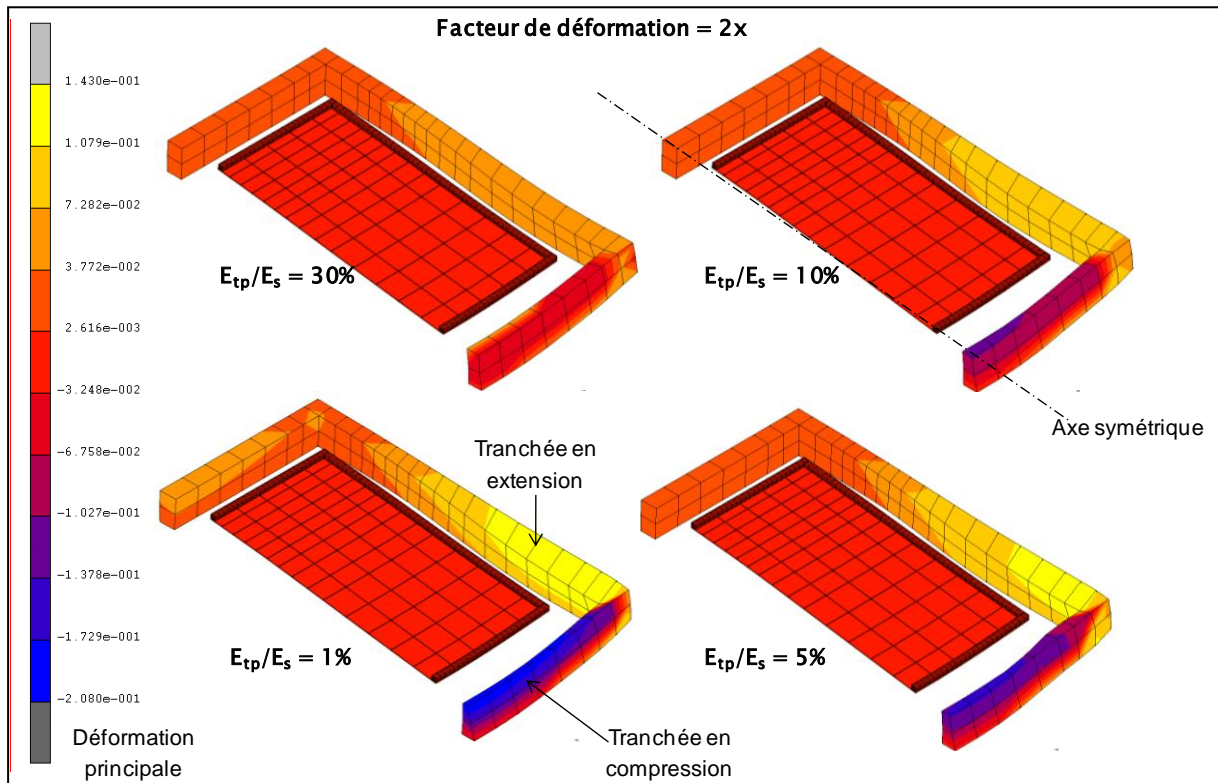 Facteur de déformation = 2x
1.430e-001
1.079e-001
7.282e-002
3.772e-002
2.616e-003
-3.248e-002
-6.758e-002
-1.027e-001
-1.378e-001
-1.729e-001
-2.080e-001
Déformation
principale
Etp/Es = 30%
Etp/Es = 10%
Axe symétrique
Tranchée en
extension
Etp/Es = 1%
Etp/Es = 5%
Tranchée en
compression